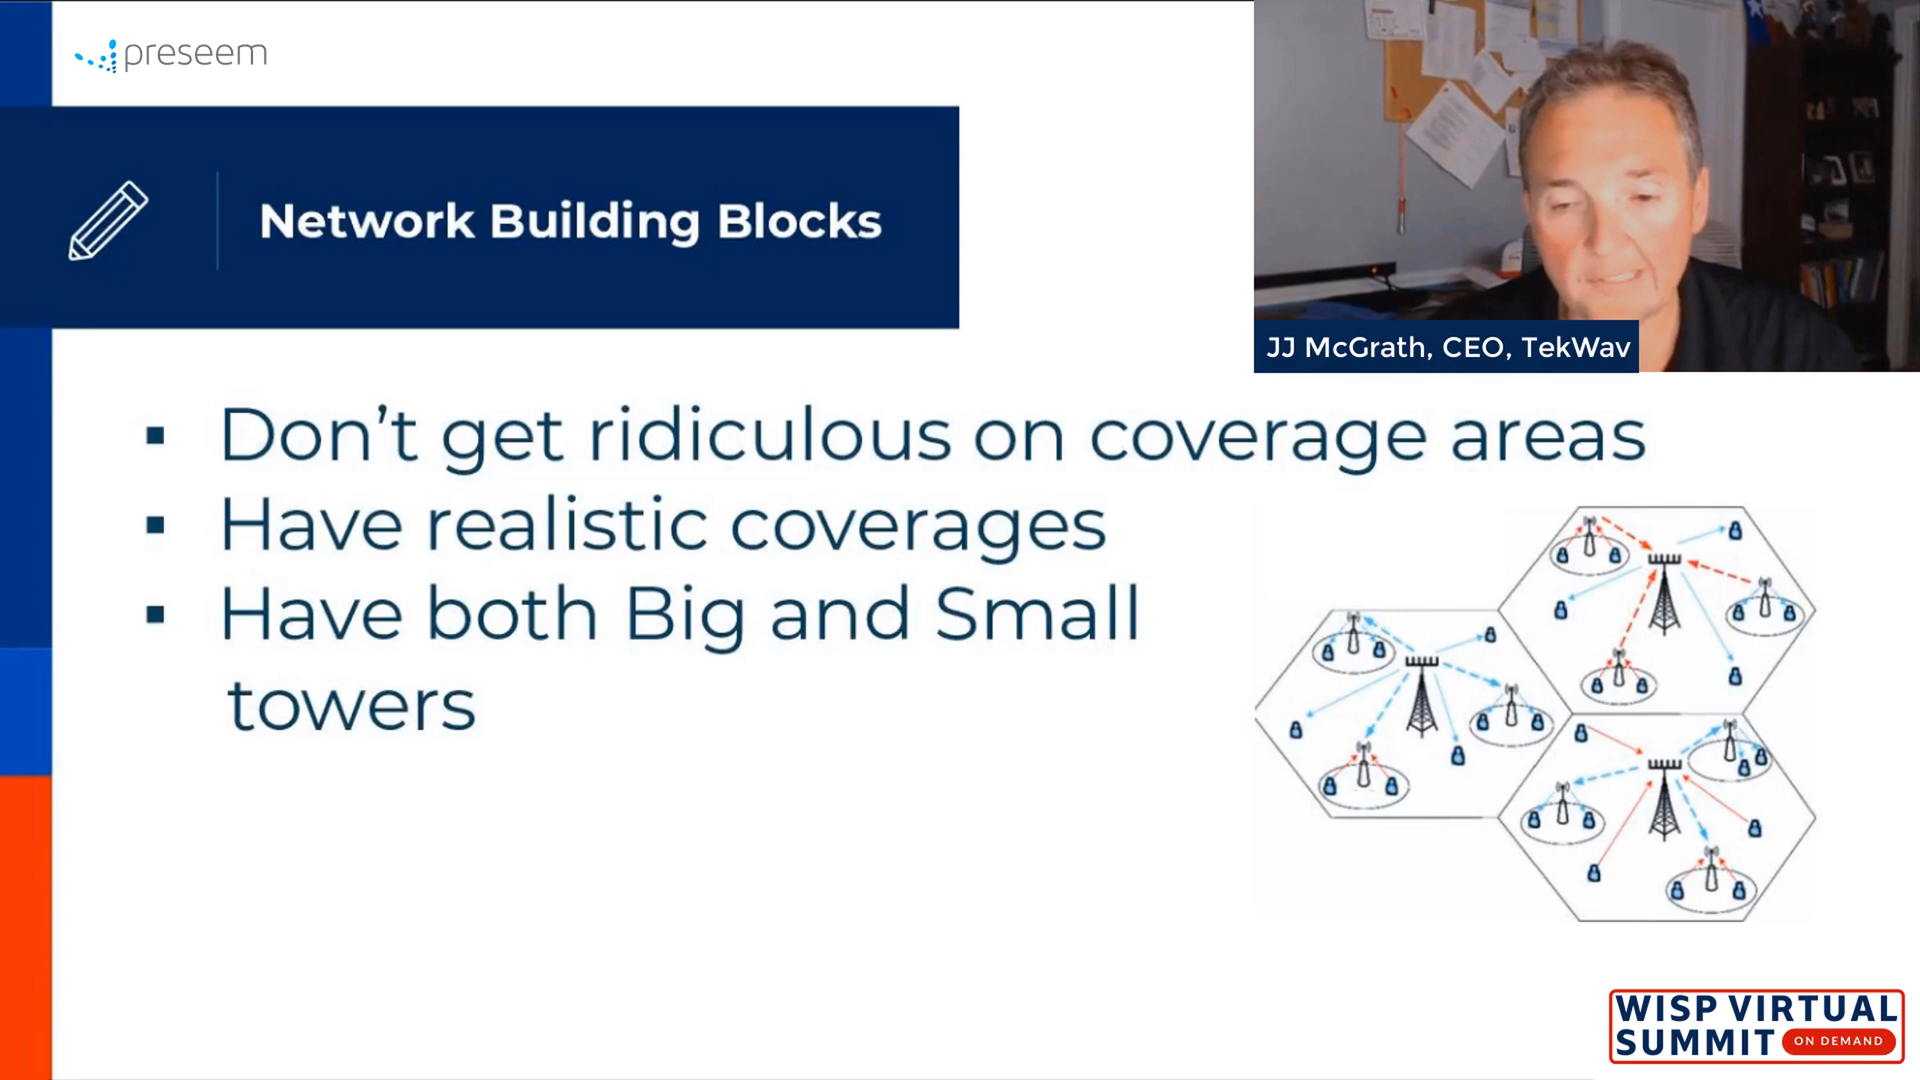 preseem
Network Building Blocks
JJ McGrath, CEO, TekWav
▪ Don’t get ridiculous on coverage areas
▪ Have realistic coverages
▪ Have both Big and Small
towers
WISP VIRTUAL
SUMMIT ON DEMAND